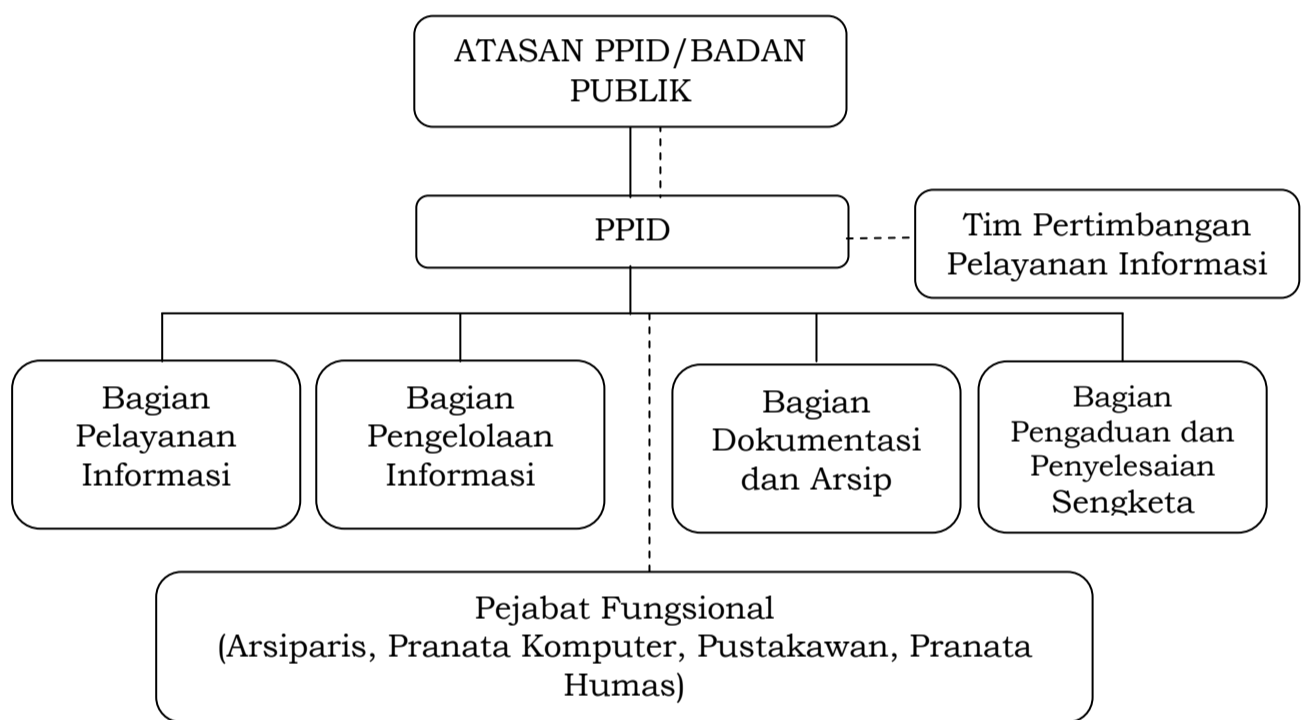 ATASAN PPID/BADAN
PUBLIK
PPID
Tim Pertimbangan
Pelayanan Informasi
Bagian
Pelayanan
Informasi
Bagian
Pengelolaan
Informasi
Bagian
Dokumentasi
dan Arsip
Bagian
Pengaduan dan
Penyelesaian
Sengketa
Pejabat Fungsional
(Arsiparis, Pranata Komputer, Pustakawan, Pranata
Humas)